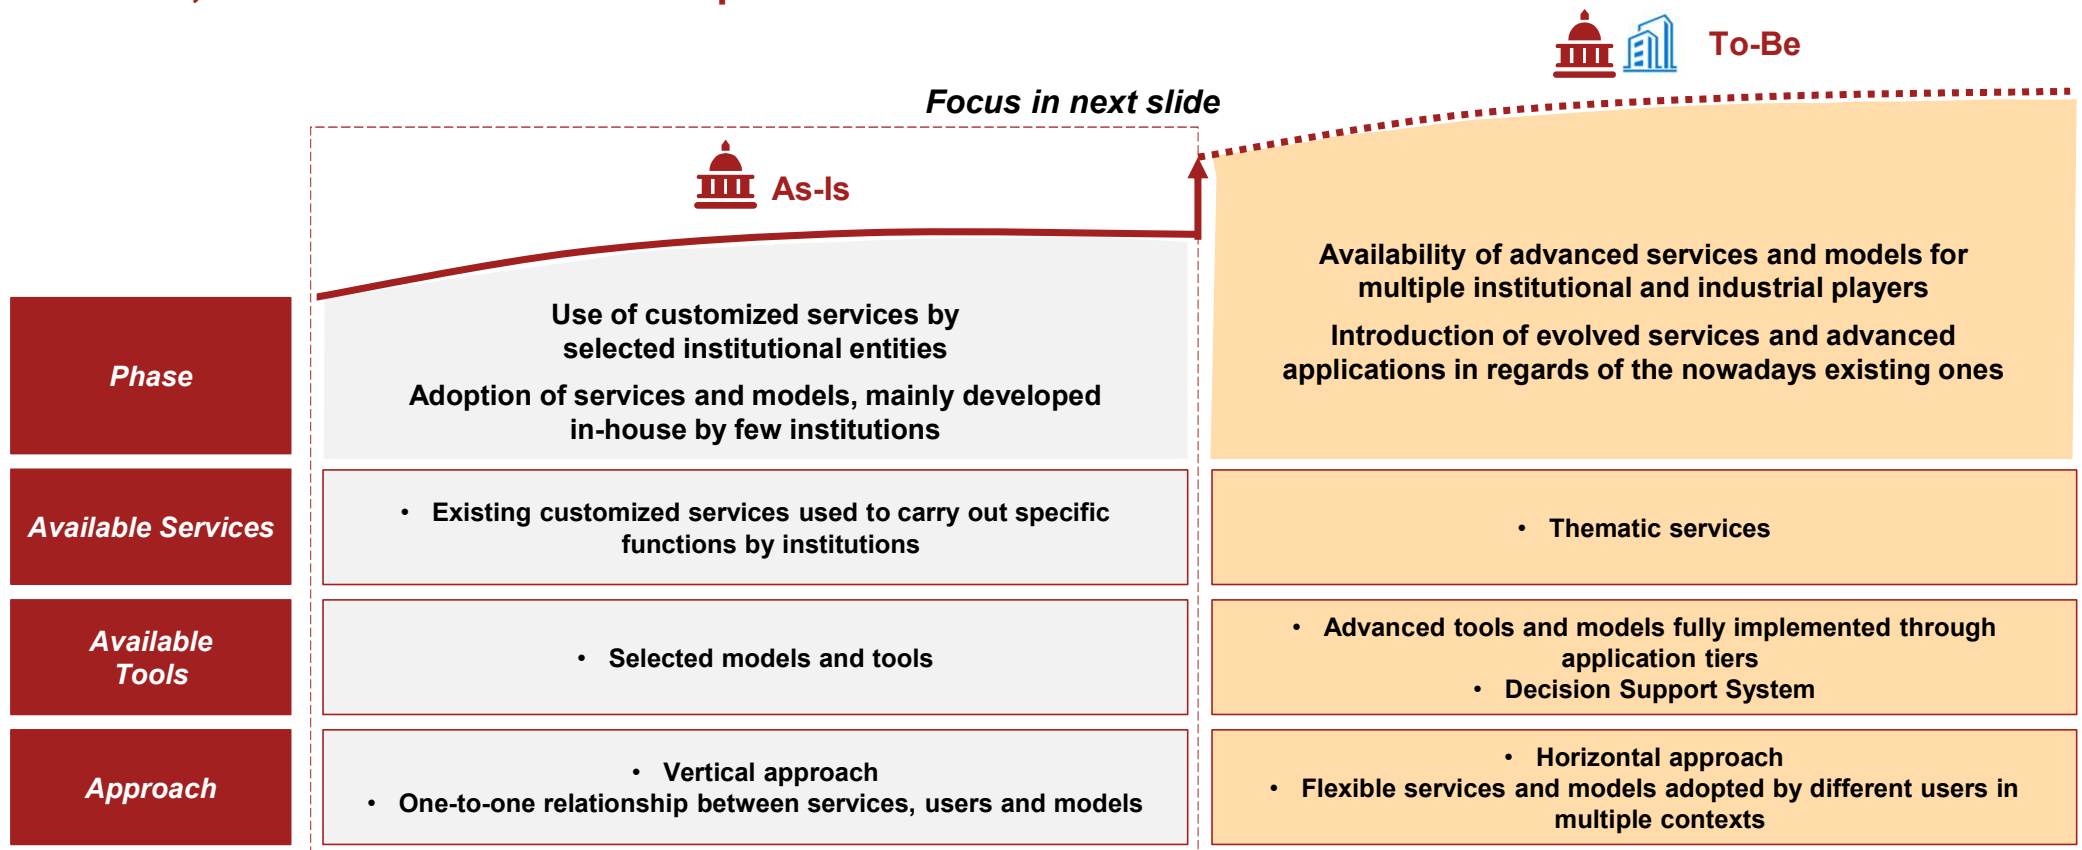 To-Be
Focus in next slide
As-Is
Phase
Use of customized services by
selected institutional entities
Adoption of services and models, mainly developed
in-house by few institutions
Availability of advanced services and models for
multiple institutional and industrial players
Introduction of evolved services and advanced
applications in regards of the nowadays existing ones
Available Services
• Existing customized services used to carry out specific
functions by institutions
• Thematic services
Available
Tools
• Selected models and tools
• Advanced tools and models fully implemented through
application tiers
• Decision Support System
Approach
• Vertical approach
• One-to-one relationship between services, users and models
• Horizontal approach
• Flexible services and models adopted by different users in
multiple contexts